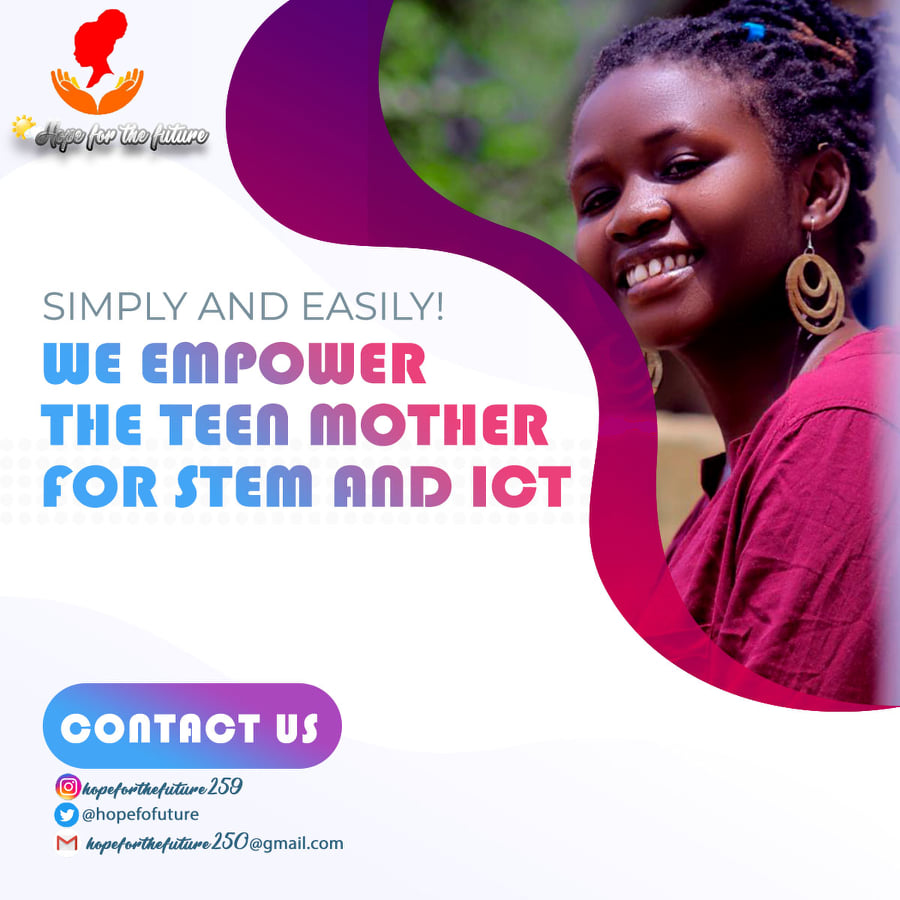 Hope for the future
SIMPLY AND EASILY!
WE EMPOWER
THE TEEN MOTHER
FOR STEM AND ICT
CONTACT US
hopeforthefuture250
@hopefofuture
hopeforthefuture250@gmail.com